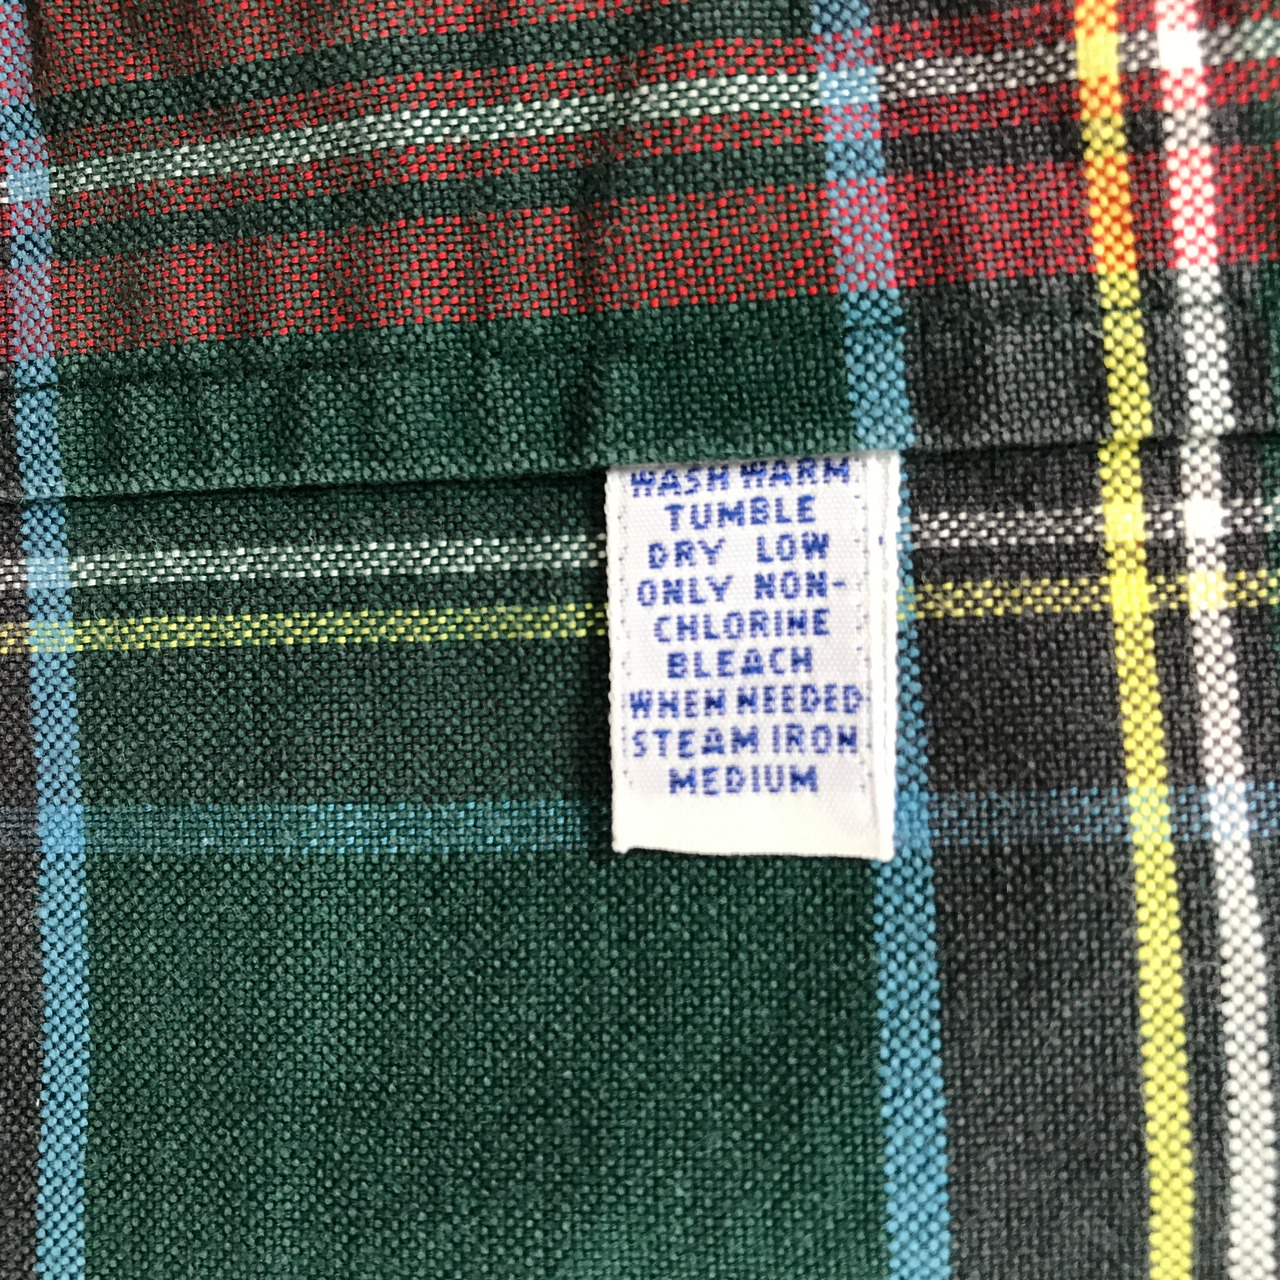 WASH WARM
TUMBLE
DRY LOW
ONLY NON-
CHLORINE
BLEACH
WHEN NEEDED
STEAM IRON
MEDIUM